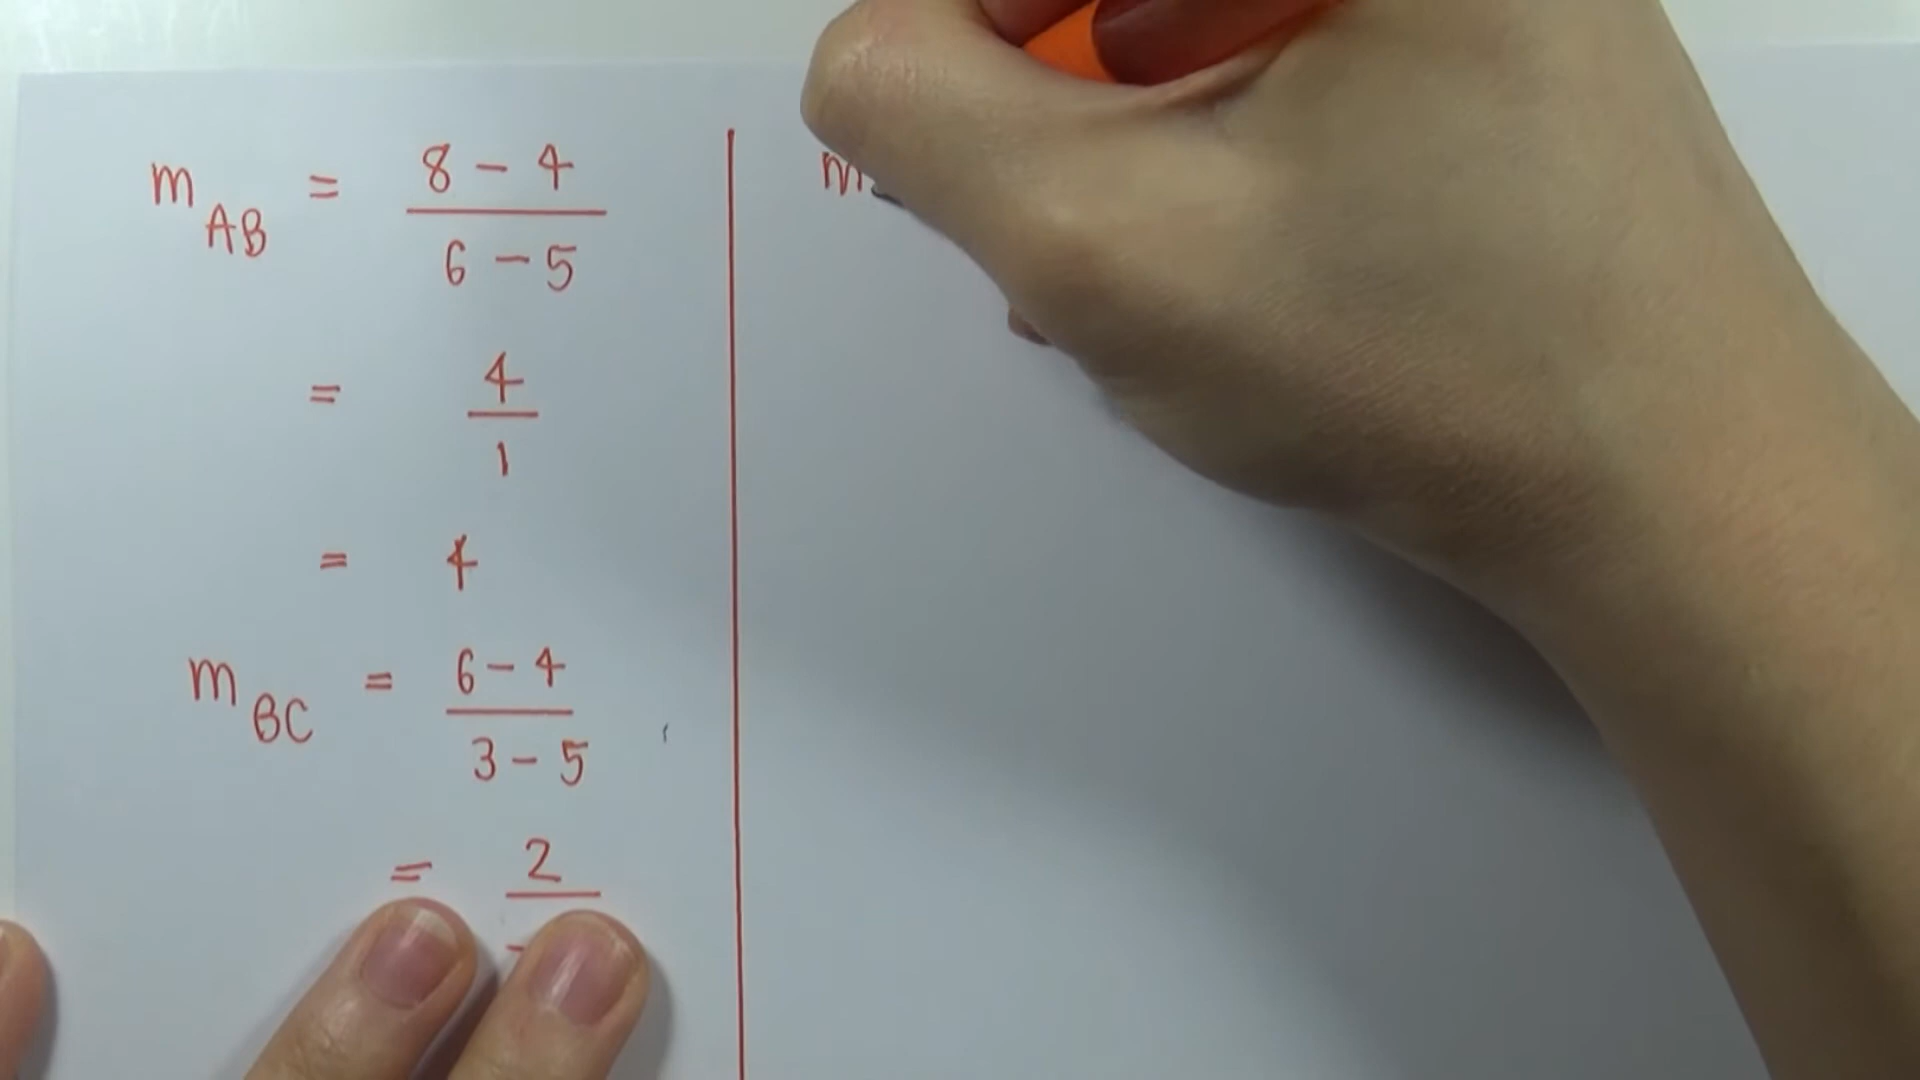 m_AB = (8 - 4)/(6 - 5)
= 4/1
= 4
m_BC = (6 - 4)/(3 - 5)
= 2/-
m